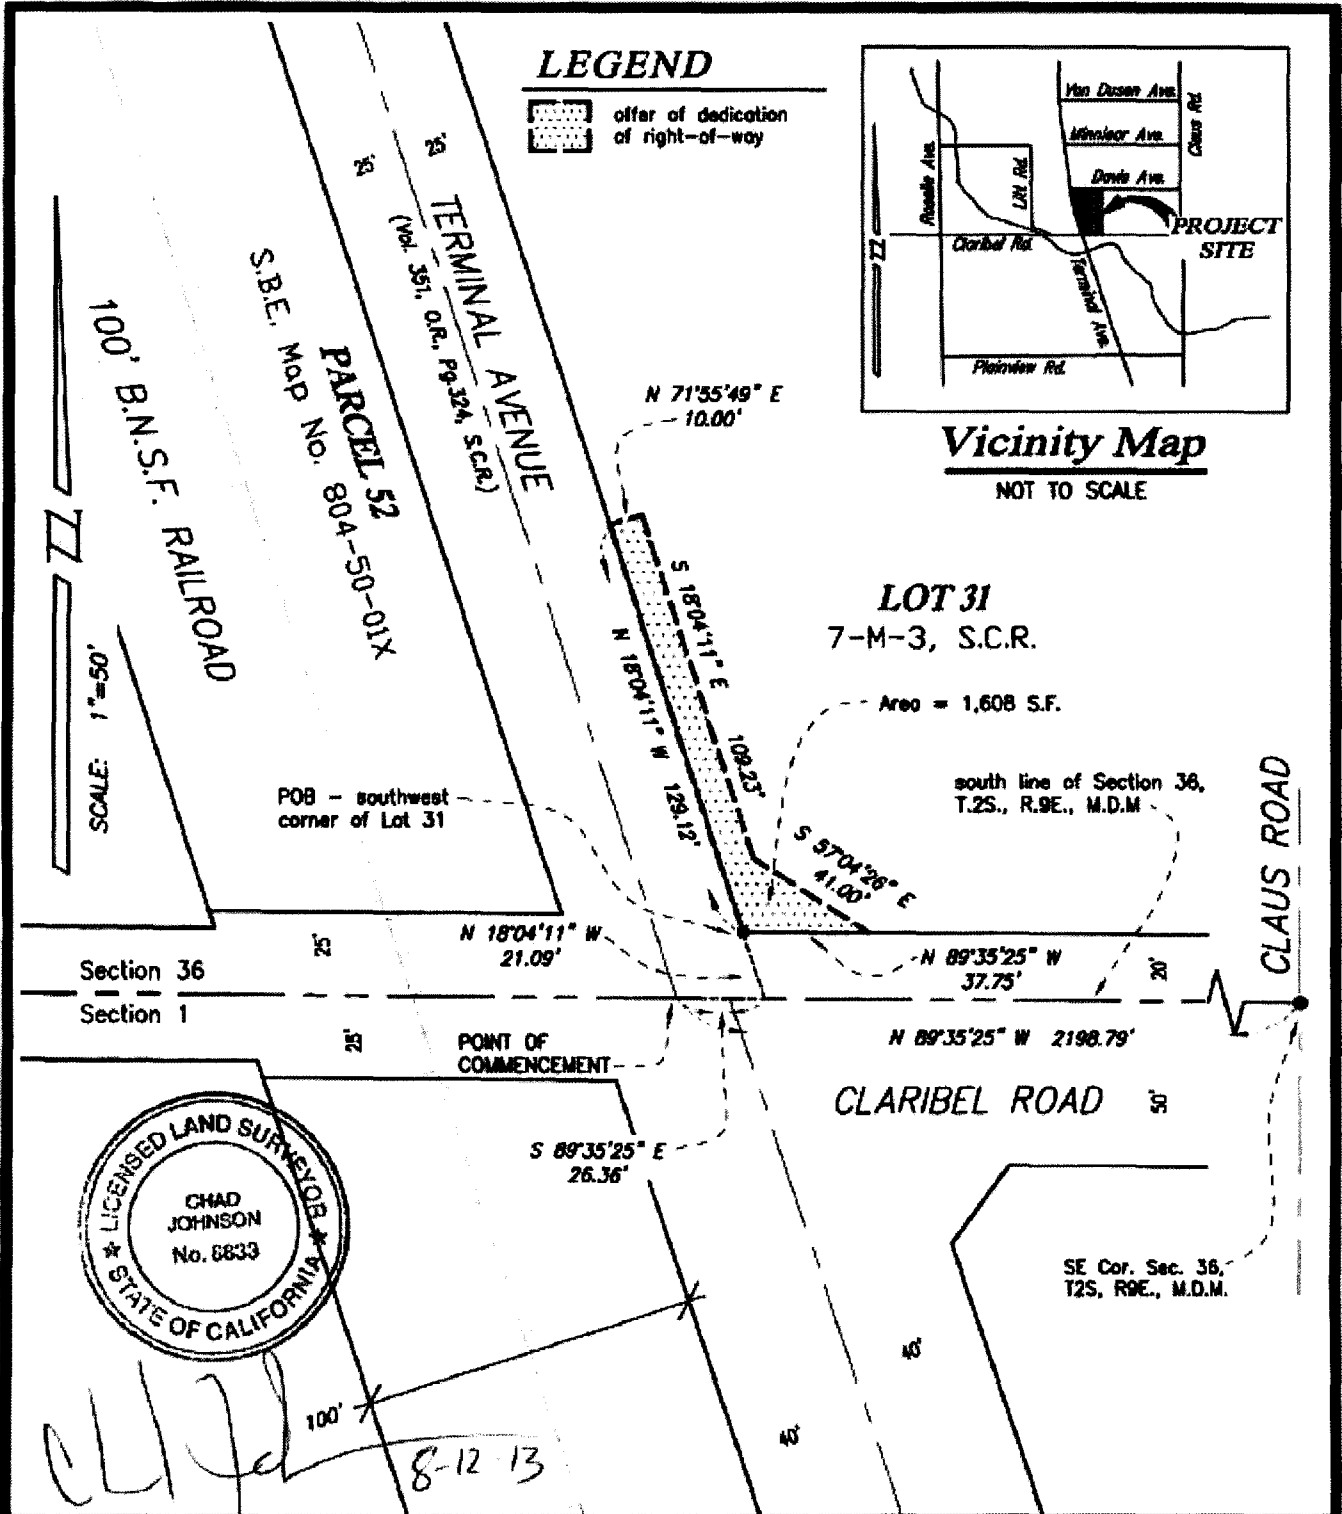 LEGEND
offer of dedication
of right-of-way
Van Dusen Ave.
Minniear Ave.
Davis Ave.
Claus Rd.
Roselle Ave.
Litt Rd.
Claribel Rd.
Terminal Ave.
Plainview Rd.
PROJECT
SITE
Z
Vicinity Map
NOT TO SCALE
25'
25'
TERMINAL AVENUE
(Vol. 351, O.R., Pg.324, S.C.R.)
PARCEL 52
S.B.E. Map No. 804-50-01X
100' B.N.S.F. RAILROAD
Z
SCALE: 1"=50'
N 71°55'49" E
10.00'
S 18°04'11" E
109.23'
N 18°04'11" W 129.12'
LOT 31
7-M-3, S.C.R.
Area = 1,608 S.F.
POB - southwest
corner of Lot 31
south line of Section 36,
T.2S., R.9E., M.D.M
S 57°04'26" E
41.00'
CLAUS ROAD
N 18°04'11" W
21.09'
N 89°35'25" W
37.75'
25'
20'
Section 36
Section 1
25'
POINT OF
COMMENCEMENT
N 89°35'25" W 2198.79'
CLARIBEL ROAD
50'
S 89°35'25" E
26.36'
LICENSED LAND SURVEYOR
CHAD
JOHNSON
STATE OF CALIFORNIA
SE Cor. Sec. 36,
T2S, R9E., M.D.M.
40'
40'
100'
8-12-13